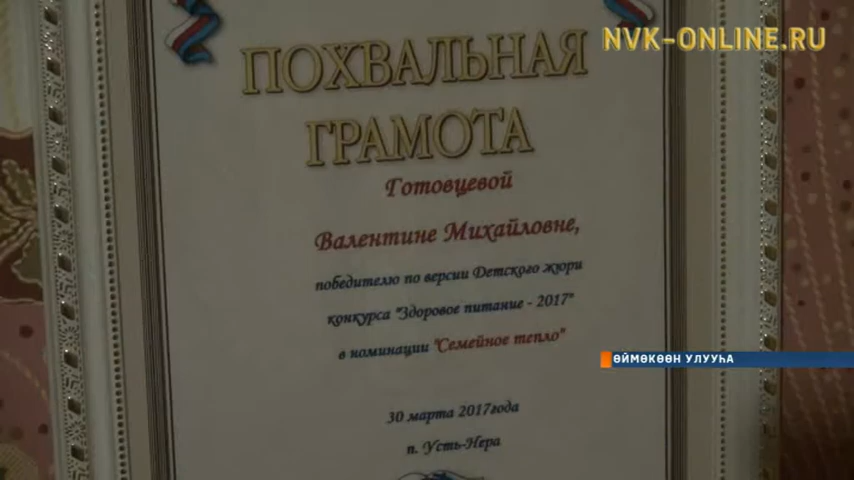 NVK-ONLINE.RU
ПОХВАЛЬНАЯ
ГРАМОТА
Готовцевой
Валентине Михайловне,
победителю по версии Детского жюри
конкурса "Здоровое питание - 2017"
в номинации "Семейное тепло"
ӨЙМӨКӨӨН УЛУУҺА
30 марта 2017года
п. Усть-Нера